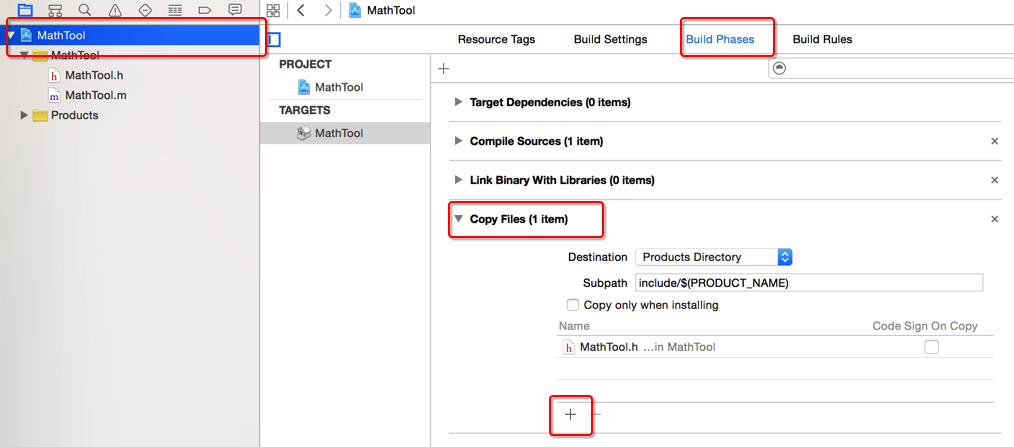 MathTool
Resource Tags Build Settings Build Phases Build Rules
MathTool
MathTool
h MathTool.h
m MathTool.m
Products
PROJECT
MathTool
TARGETS
MathTool
Target Dependencies (0 items)
Compile Sources (1 item)
Link Binary With Libraries (0 items)
Copy Files (1 item)
Destination Products Directory
Subpath include/$(PRODUCT_NAME)
Copy only when installing
Name Code Sign On Copy
h MathTool.h ...in MathTool